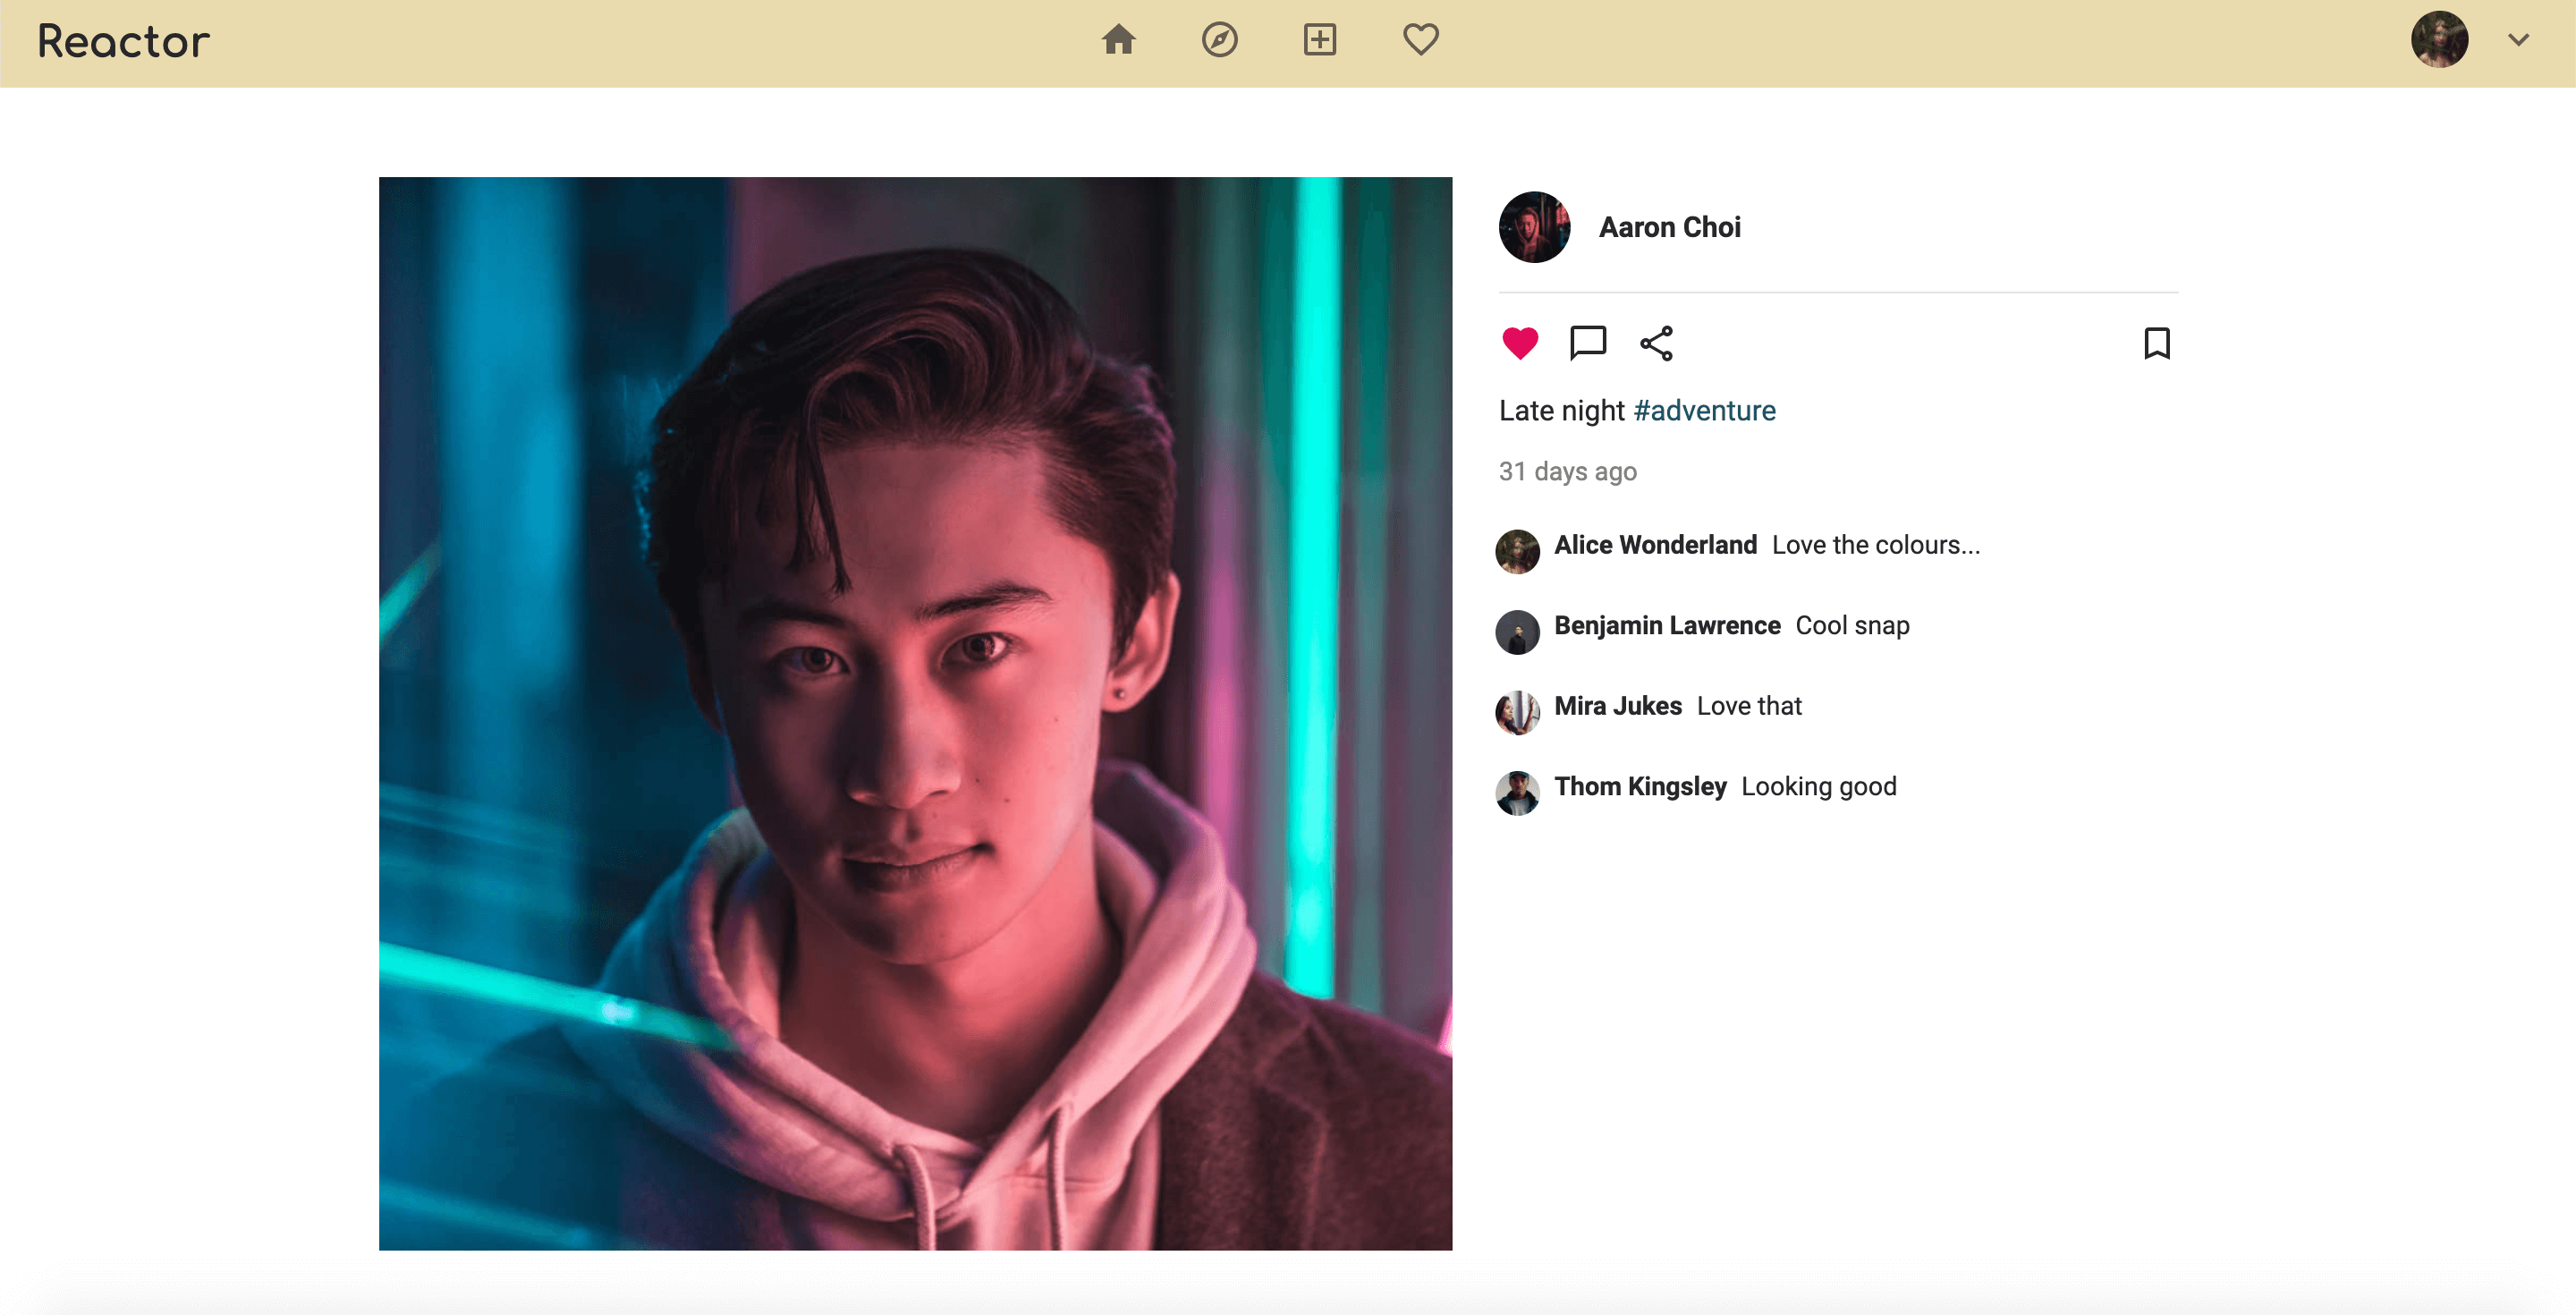 Reactor
Aaron Choi
Late night #adventure
31 days ago
Alice Wonderland Love the colours...
Benjamin Lawrence Cool snap
Mira Jukes Love that
Thom Kingsley Looking good